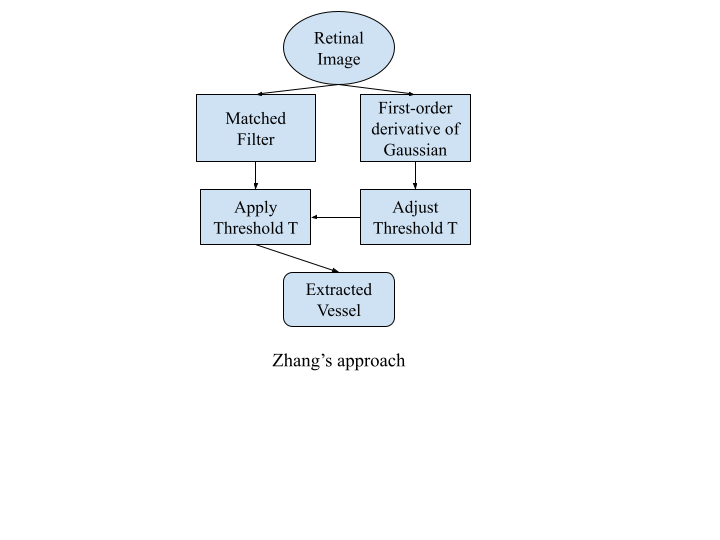 Retinal
Image
Matched
Filter
First-order
derivative of
Gaussian
Apply
Threshold T
Adjust
Threshold T
Extracted
Vessel
Zhang’s approach